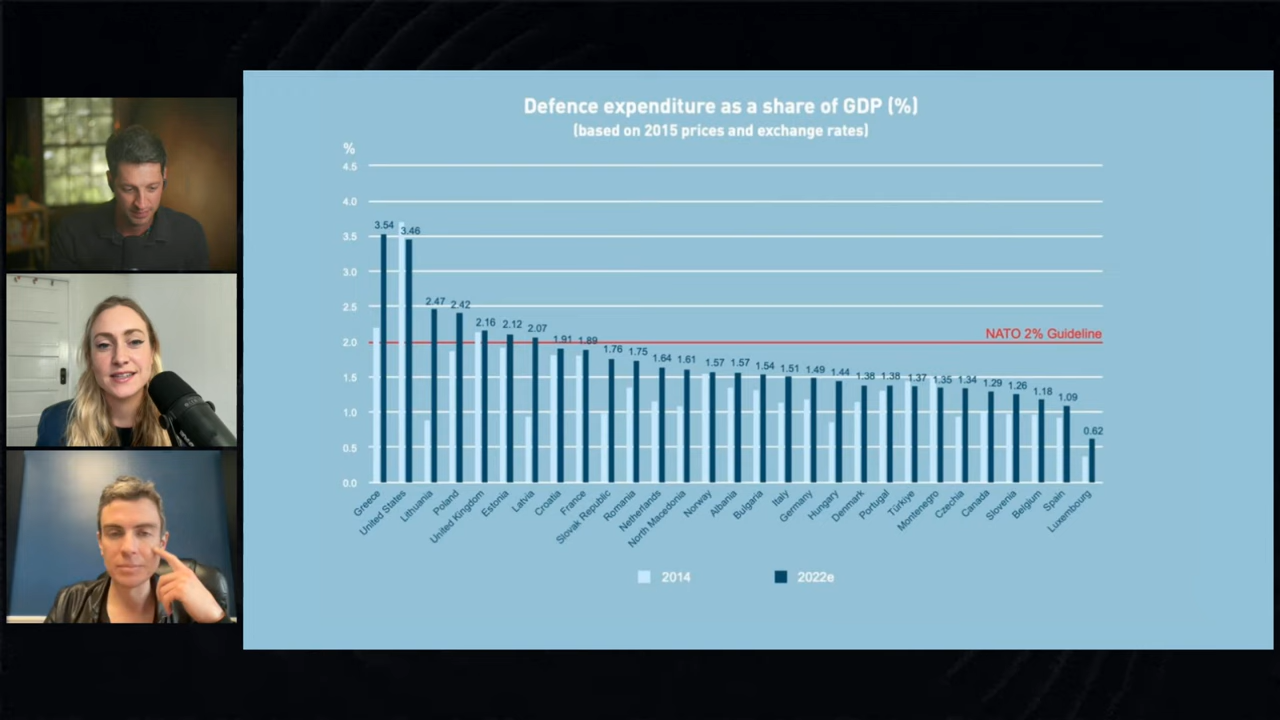 Defence expenditure as a share of GDP (%)
(based on 2015 prices and exchange rates)
%
4.5
4.0
3.5
3.0
2.5
2.0
1.5
1.0
0.5
0.0
3.54
3.46
2.47
2.42
2.16
2.12
2.07
1.91
1.89
1.76
1.75
1.64
1.61
1.57
1.57
1.54
1.51
1.49
1.44
1.38
1.38
1.37
1.35
1.34
1.29
1.26
1.18
1.09
0.62
NATO 2% Guideline
Greece
United States
Lithuania
Poland
United Kingdom
Estonia
Latvia
Croatia
France
Slovak Republic
Romania
Netherlands
North Macedonia
Norway
Albania
Bulgaria
Italy
Germany
Hungary
Denmark
Portugal
Türkiye
Montenegro
Czechia
Canada
Slovenia
Belgium
Spain
Luxembourg
2014
2022e